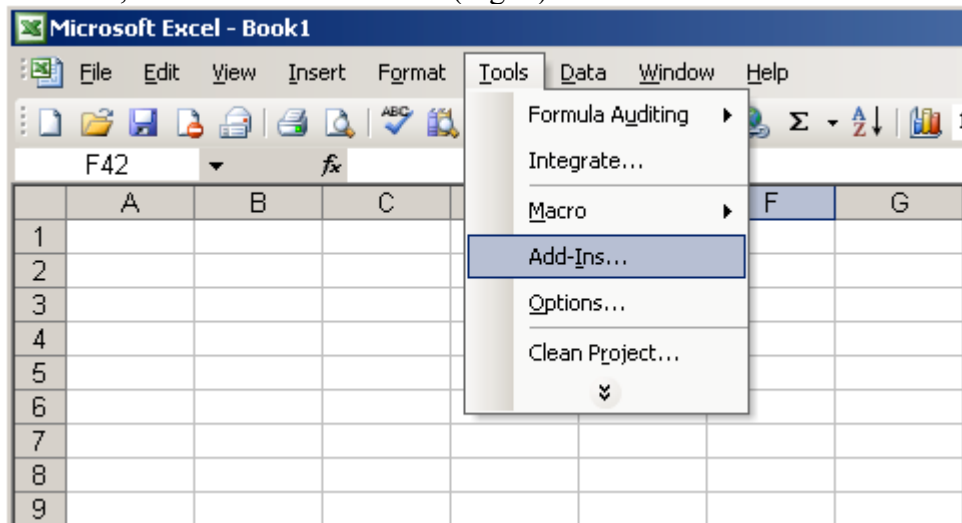 Microsoft Excel - Book1
File Edit View Insert Format Tools Data Window Help
ABC A Z Σ
F42 fx
A B C F G
Formula Auditing
Integrate...
Macro
Add-Ins...
Options...
Clean Project...
1
2
3
4
5
6
7
8
9